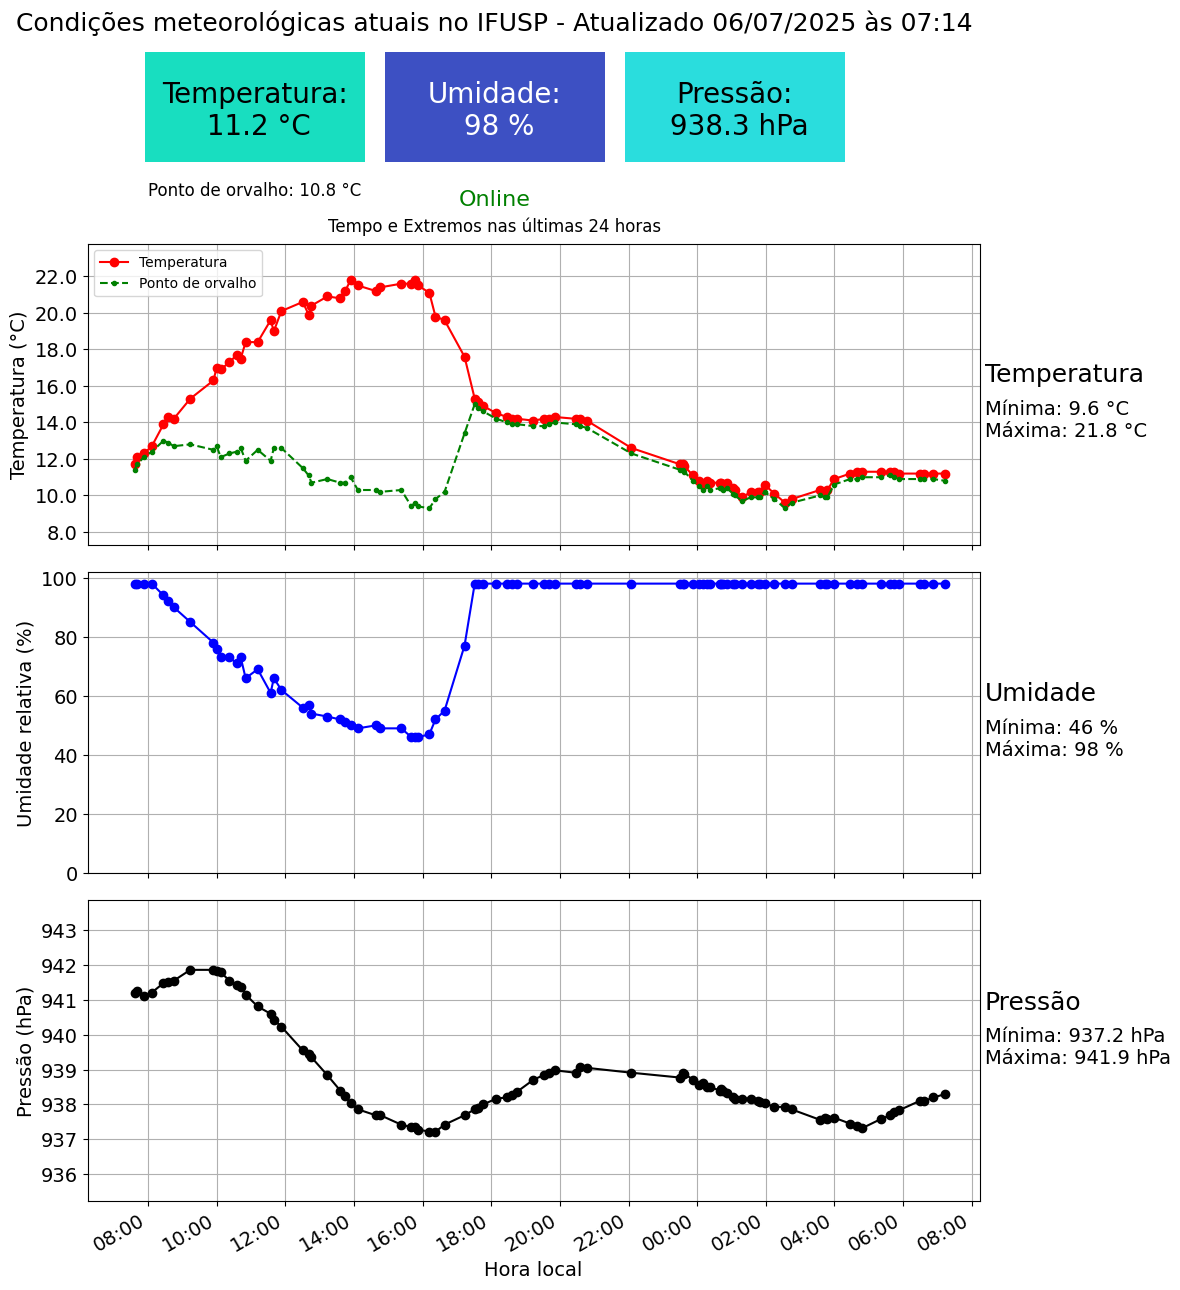 Condições meteorológicas atuais no IFUSP - Atualizado 06/07/2025 às 07:14
Temperatura:
11.2 °C
Umidade:
98 %
Pressão:
938.3 hPa
Ponto de orvalho: 10.8 °C
Online
Tempo e Extremos nas últimas 24 horas
Temperatura
Ponto de orvalho
Temperatura (°C)
22.0
20.0
18.0
16.0
14.0
12.0
10.0
8.0
Temperatura
Mínima: 9.6 °C
Máxima: 21.8 °C
Umidade relativa (%)
100
80
60
40
20
0
Umidade
Mínima: 46 %
Máxima: 98 %
Pressão (hPa)
943
942
941
940
939
938
937
936
Pressão
Mínima: 937.2 hPa
Máxima: 941.9 hPa
08:00 10:00 12:00 14:00 16:00 18:00 20:00 22:00 00:00 02:00 04:00 06:00 08:00
Hora local